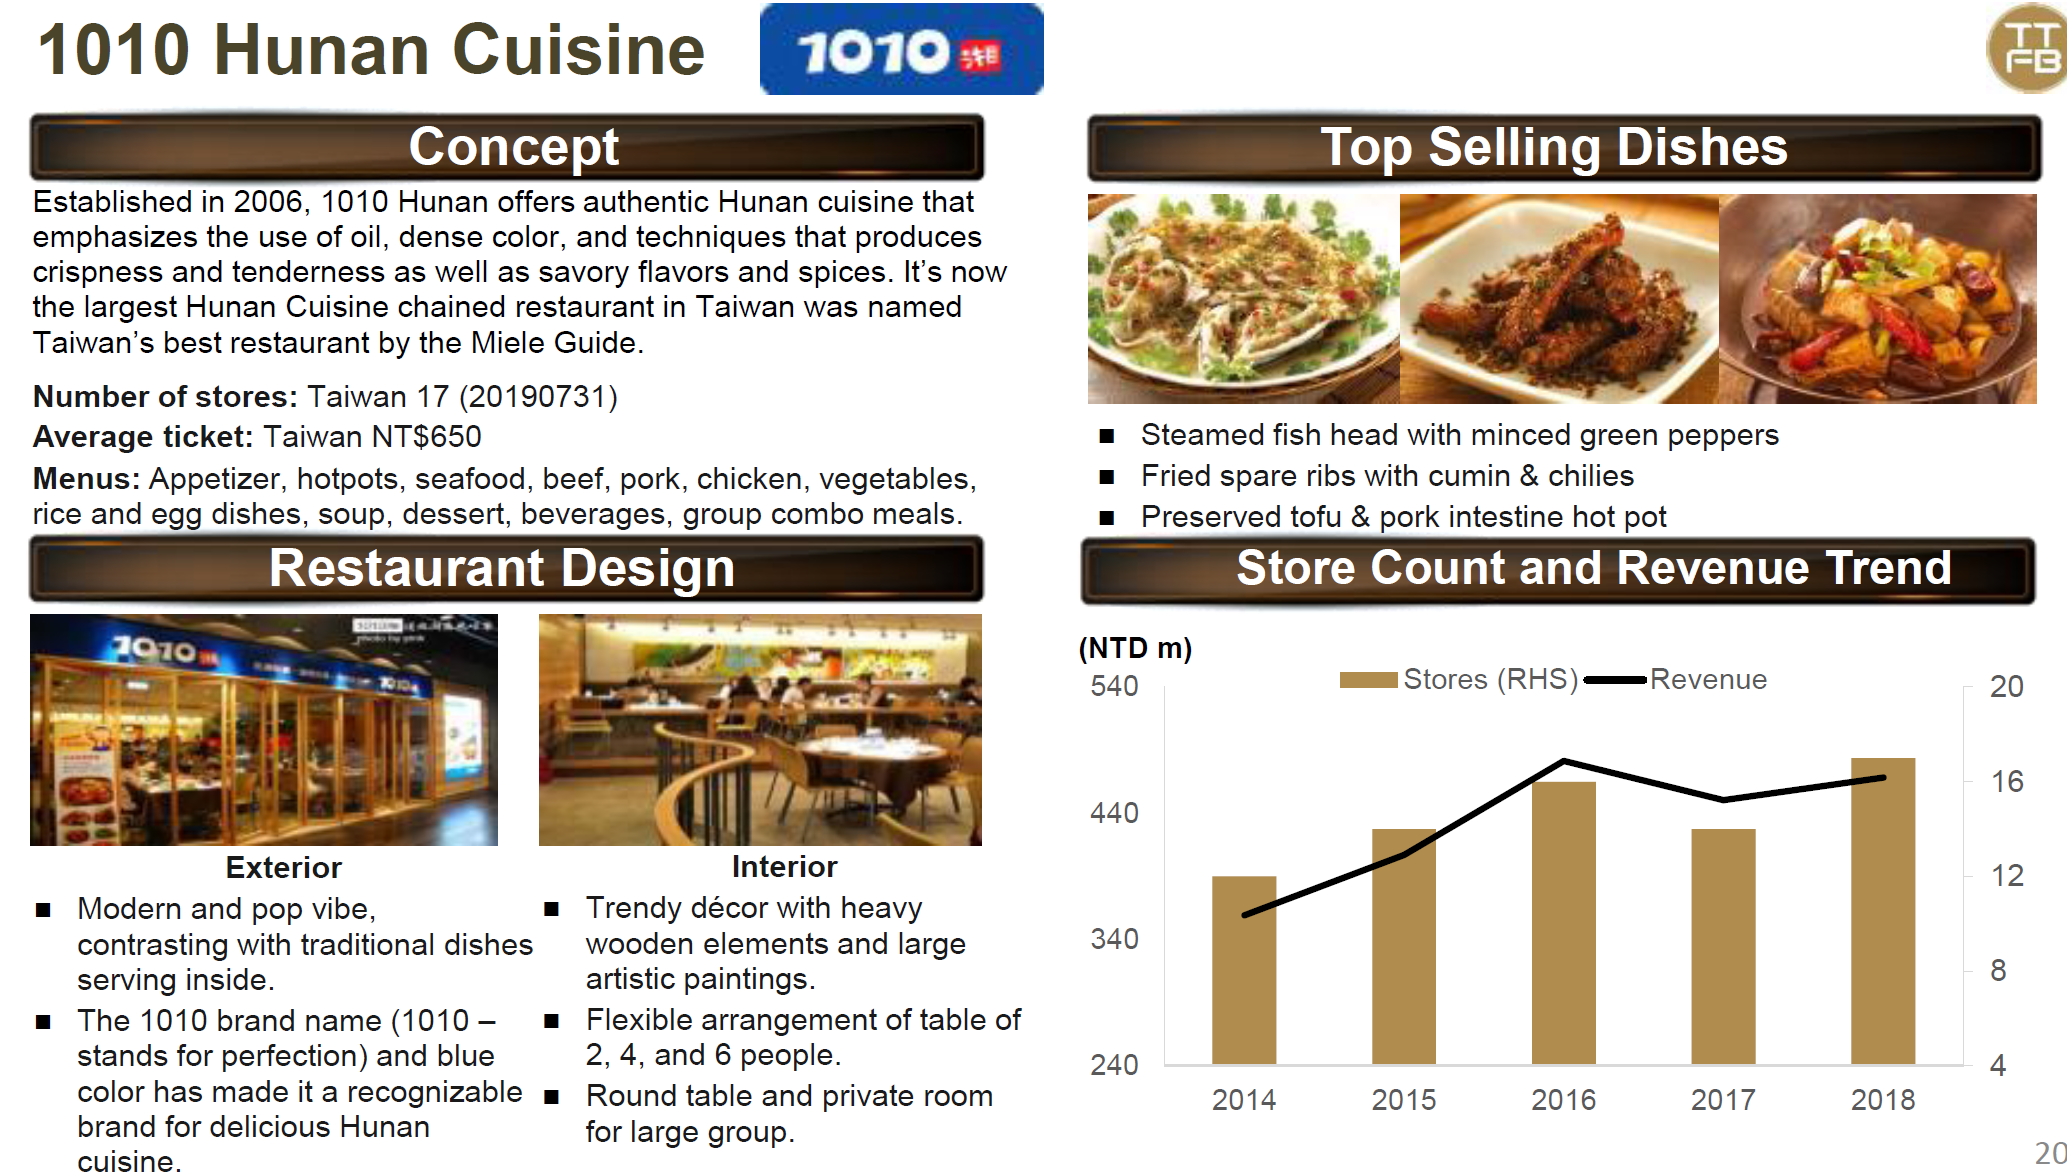 1010 Hunan Cuisine
1010 湘
TT
FB
Concept
Established in 2006, 1010 Hunan offers authentic Hunan cuisine that
emphasizes the use of oil, dense color, and techniques that produces
crispness and tenderness as well as savory flavors and spices. It’s now
the largest Hunan Cuisine chained restaurant in Taiwan was named
Taiwan’s best restaurant by the Miele Guide.
Number of stores: Taiwan 17 (20190731)
Average ticket: Taiwan NT$650
Menus: Appetizer, hotpots, seafood, beef, pork, chicken, vegetables,
rice and egg dishes, soup, dessert, beverages, group combo meals.
Top Selling Dishes
■ Steamed fish head with minced green peppers
■ Fried spare ribs with cumin & chilies
■ Preserved tofu & pork intestine hot pot
Restaurant Design
1010
1010
photo by
Exterior
■ Modern and pop vibe,
contrasting with traditional dishes
serving inside.
■ The 1010 brand name (1010 –
stands for perfection) and blue
color has made it a recognizable
brand for delicious Hunan
cuisine.
Interior
■ Trendy décor with heavy
wooden elements and large
artistic paintings.
■ Flexible arrangement of table of
2, 4, and 6 people.
■ Round table and private room
for large group.
Store Count and Revenue Trend
(NTD m)
Stores (RHS) Revenue
540
440
340
240
20
16
12
8
4
2014 2015 2016 2017 2018
20